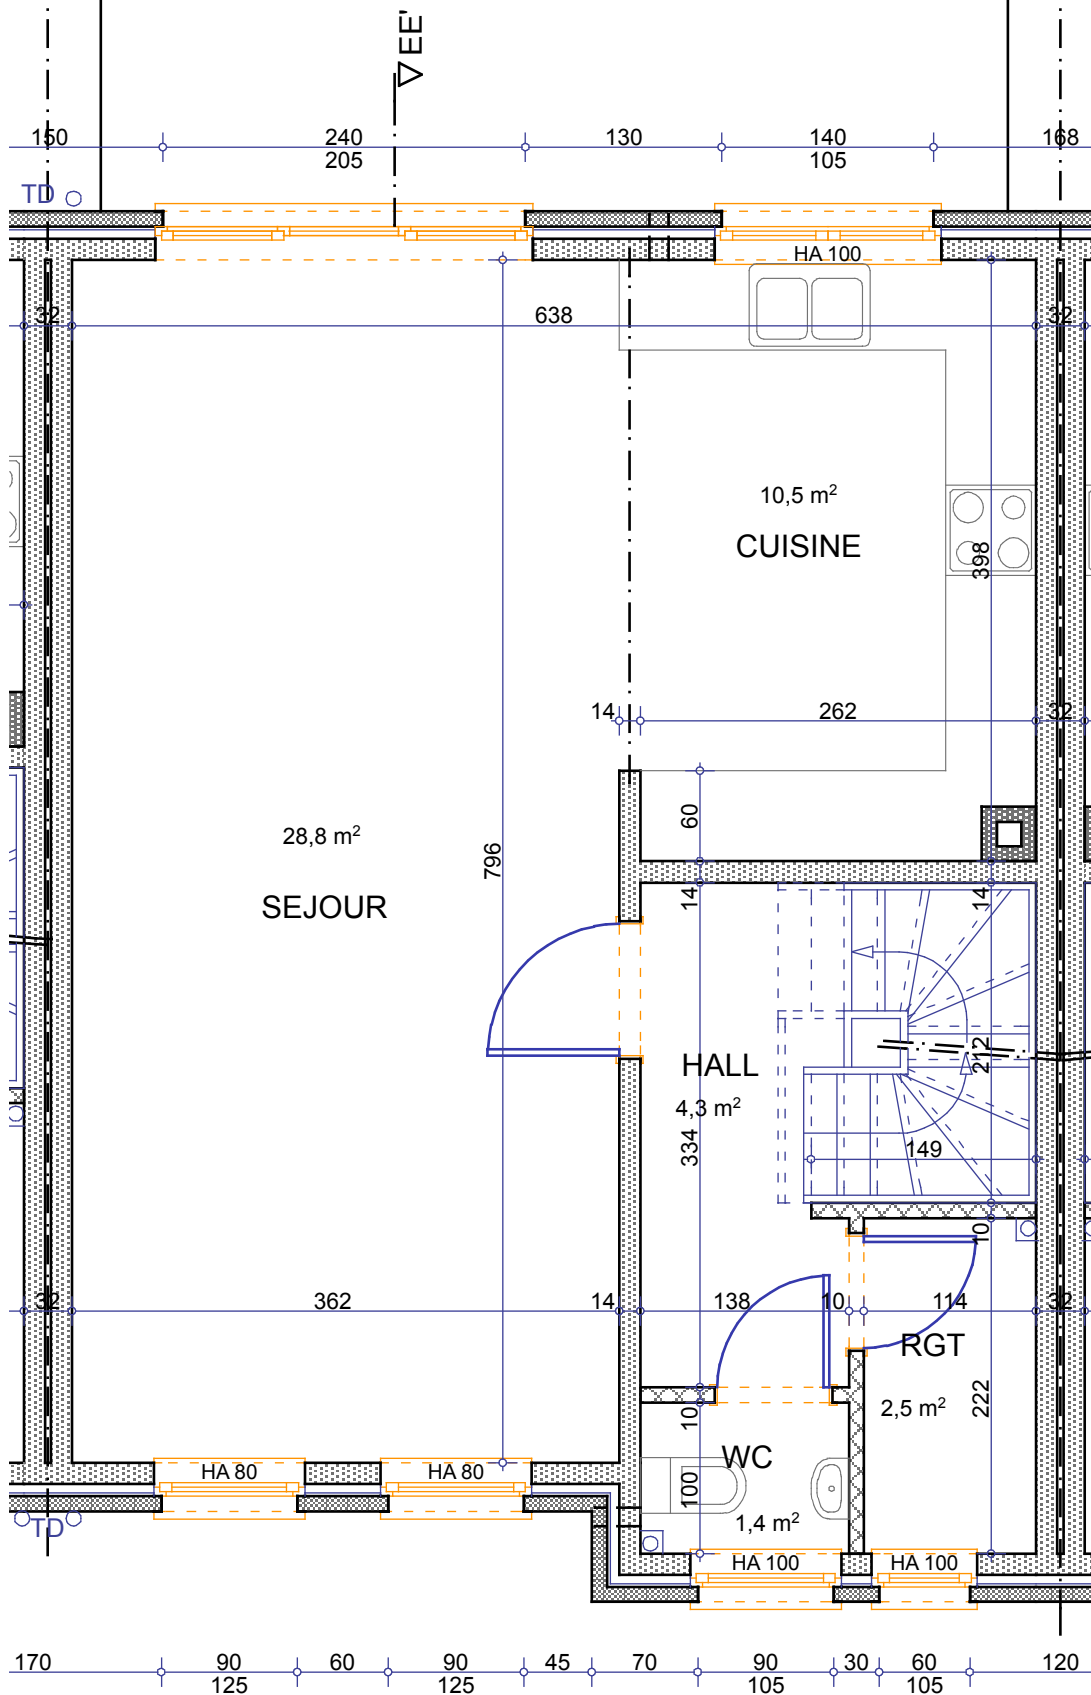 EE'
150 240 130 140 168
205 105
TD
HA 100
32 638 32
10,5 m²
CUISINE
398
14 262 32
60
28,8 m²
796
SEJOUR
14 14
HALL
212
4,3 m²
334
149
10
32 362 14 138 10 114 32
RGT
2,5 m²
222
10
WC
HA 80 HA 80
100
1,4 m²
TD
HA 100 HA 100
170 90 60 90 45 70 90 30 60 120
125 125 105 105